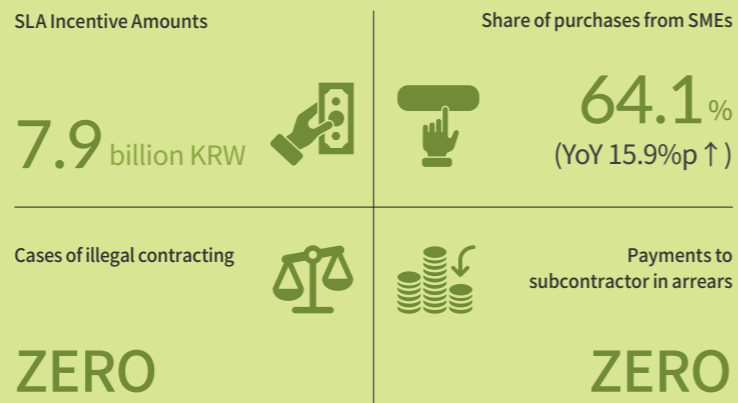 SLA Incentive Amounts
7.9 billion KRW
Share of purchases from SMEs
64.1 %
(YoY 15.9%p ↑)
Cases of illegal contracting
ZERO
Payments to
subcontractor in arrears
ZERO